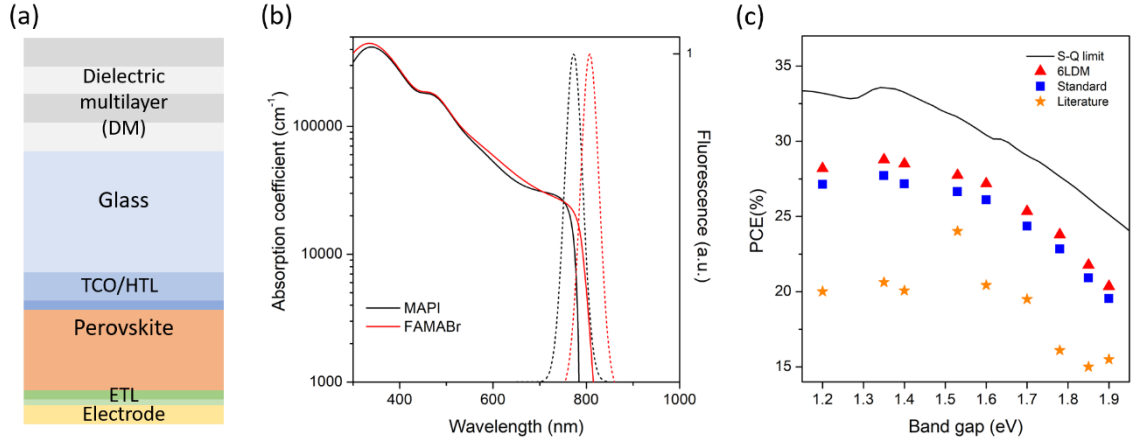 (a)
Dielectric
multilayer
(DM)
Glass
TCO/HTL
Perovskite
ETL
Electrode
(b)
Absorption coefficient (cm⁻¹)
100000
10000
1000
MAPI
FAMABr
400
600
800
1000
Wavelength (nm)
1
Fluorescence (a.u.)
(c)
PCE(%)
35
30
25
20
15
S-Q limit
6LDM
Standard
Literature
1.2
1.3
1.4
1.5
1.6
1.7
1.8
1.9
Band gap (eV)